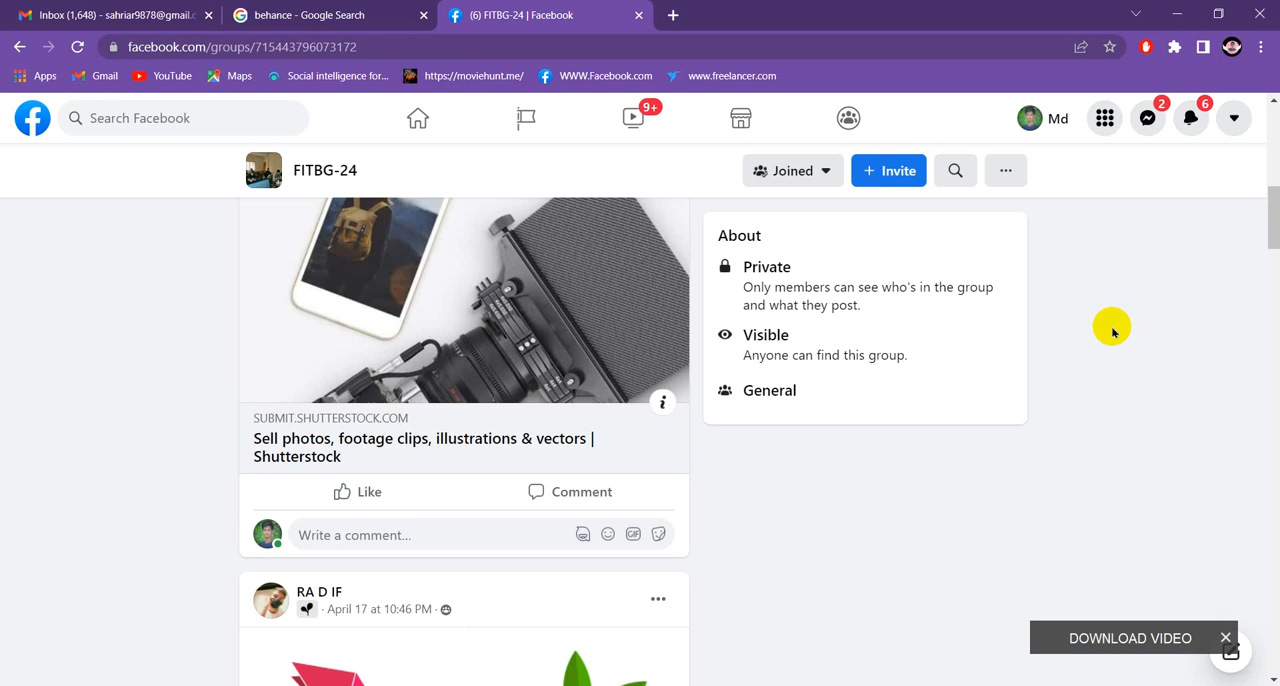 Inbox (1,648) - sahriar9878@gmail.c
behance - Google Search
(6) FITBG-24 | Facebook
facebook.com/groups/715443796073172
Apps
Gmail
YouTube
Maps
Social intelligence for...
https://moviehunt.me/
WWW.Facebook.com
www.freelancer.com
Search Facebook
9+
Md
2
6
FITBG-24
Joined
+ Invite
About
Private
Only members can see who's in the group
and what they post.
Visible
Anyone can find this group.
General
SUBMIT.SHUTTERSTOCK.COM
Sell photos, footage clips, illustrations & vectors |
Shutterstock
Like
Comment
Write a comment...
GIF
RA D IF
· April 17 at 10:46 PM ·
DOWNLOAD VIDEO